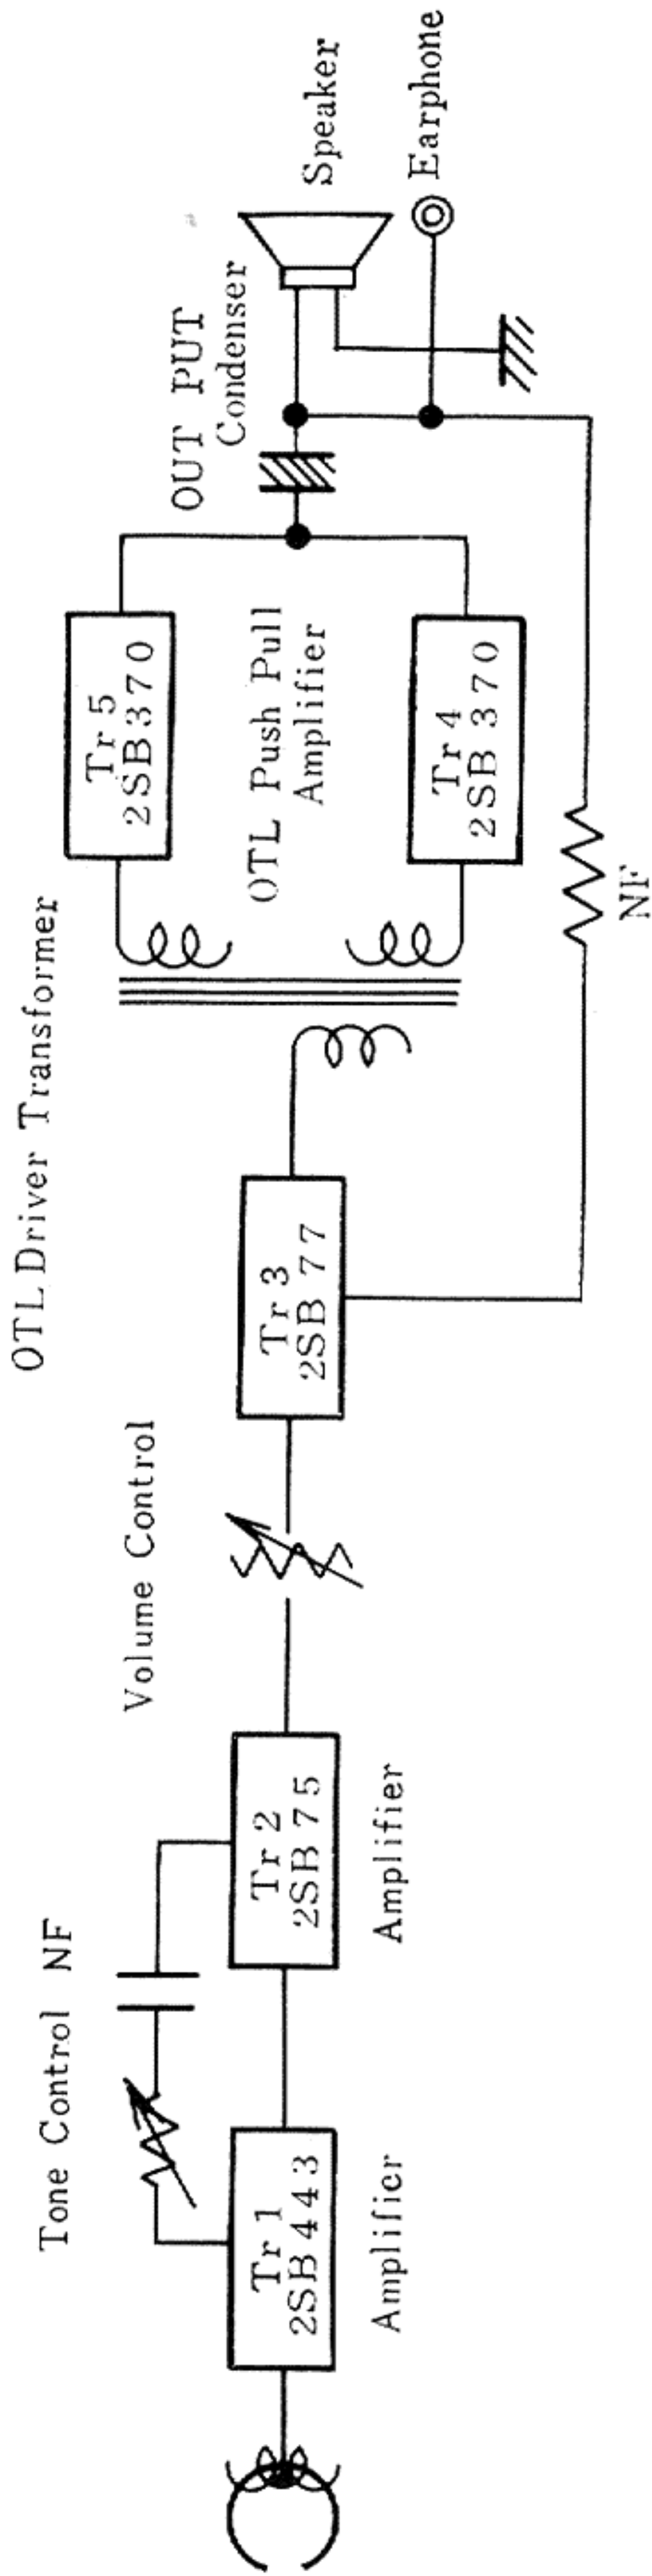 Tone Control NF
Tr 1
2SB 443
Amplifier
Tr 2
2SB 75
Amplifier
Volume Control
Tr 3
2SB 77
OTL Driver Transformer
Tr 5
2SB 370
OTL Push Pull
Amplifier
Tr 4
2SB 370
NF
OUT PUT
Condenser
Speaker
Earphone